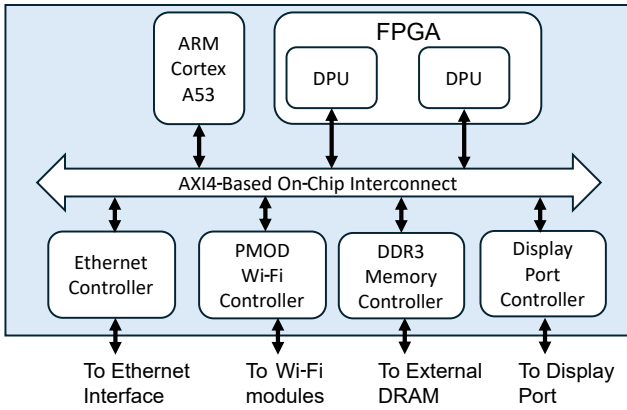 ARM
Cortex
A53
FPGA
DPU
DPU
AXI4-Based On-Chip Interconnect
Ethernet
Controller
PMOD
Wi-Fi
Controller
DDR3
Memory
Controller
Display
Port
Controller
To Ethernet
Interface
To Wi-Fi
modules
To External
DRAM
To Display
Port